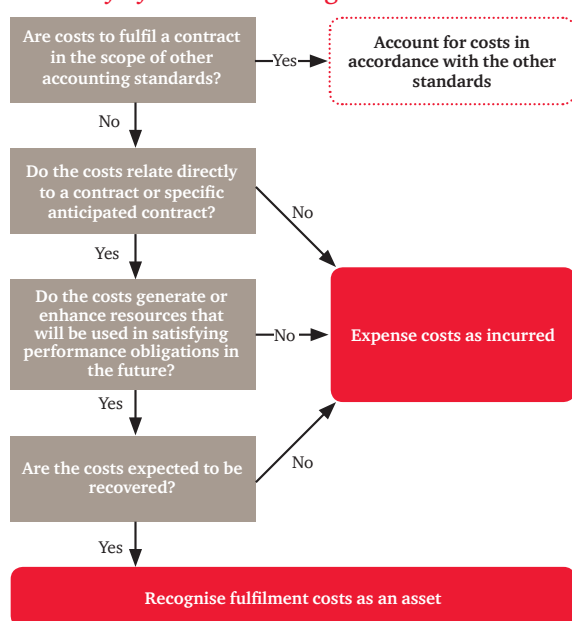 Are costs to fulfil a contract
in the scope of other
accounting standards?
Yes
Account for costs in
accordance with the other
standards
No
Do the costs relate directly
to a contract or specific
anticipated contract?
No
Yes
Do the costs generate or
enhance resources that
will be used in satisfying
performance obligations in
the future?
No
Expense costs as incurred
Yes
Are the costs expected to be
recovered?
No
Yes
Recognise fulfilment costs as an asset